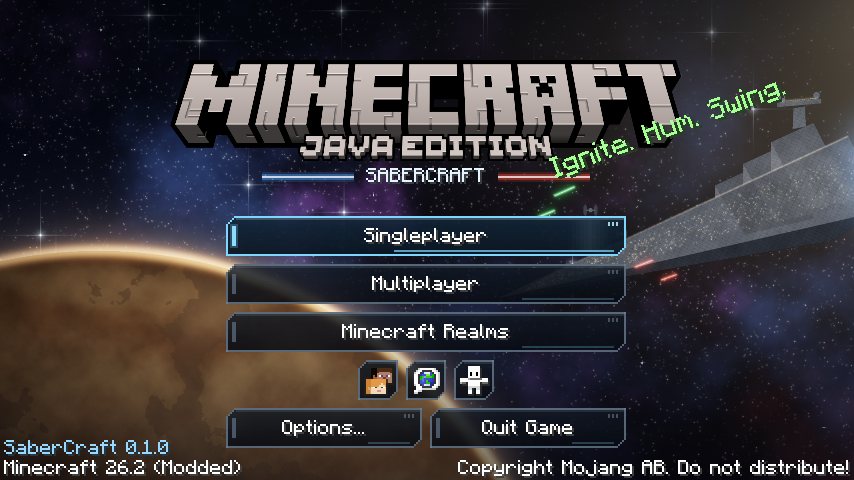 MINECRAFT
JAVA EDITION
Ignite. Hum. Swing.
SABERCRAFT
Singleplayer
Multiplayer
Minecraft Realms
Options...
Quit Game
SaberCraft 0.1.0
Minecraft 26.2 (Modded)
Copyright Mojang AB. Do not distribute!